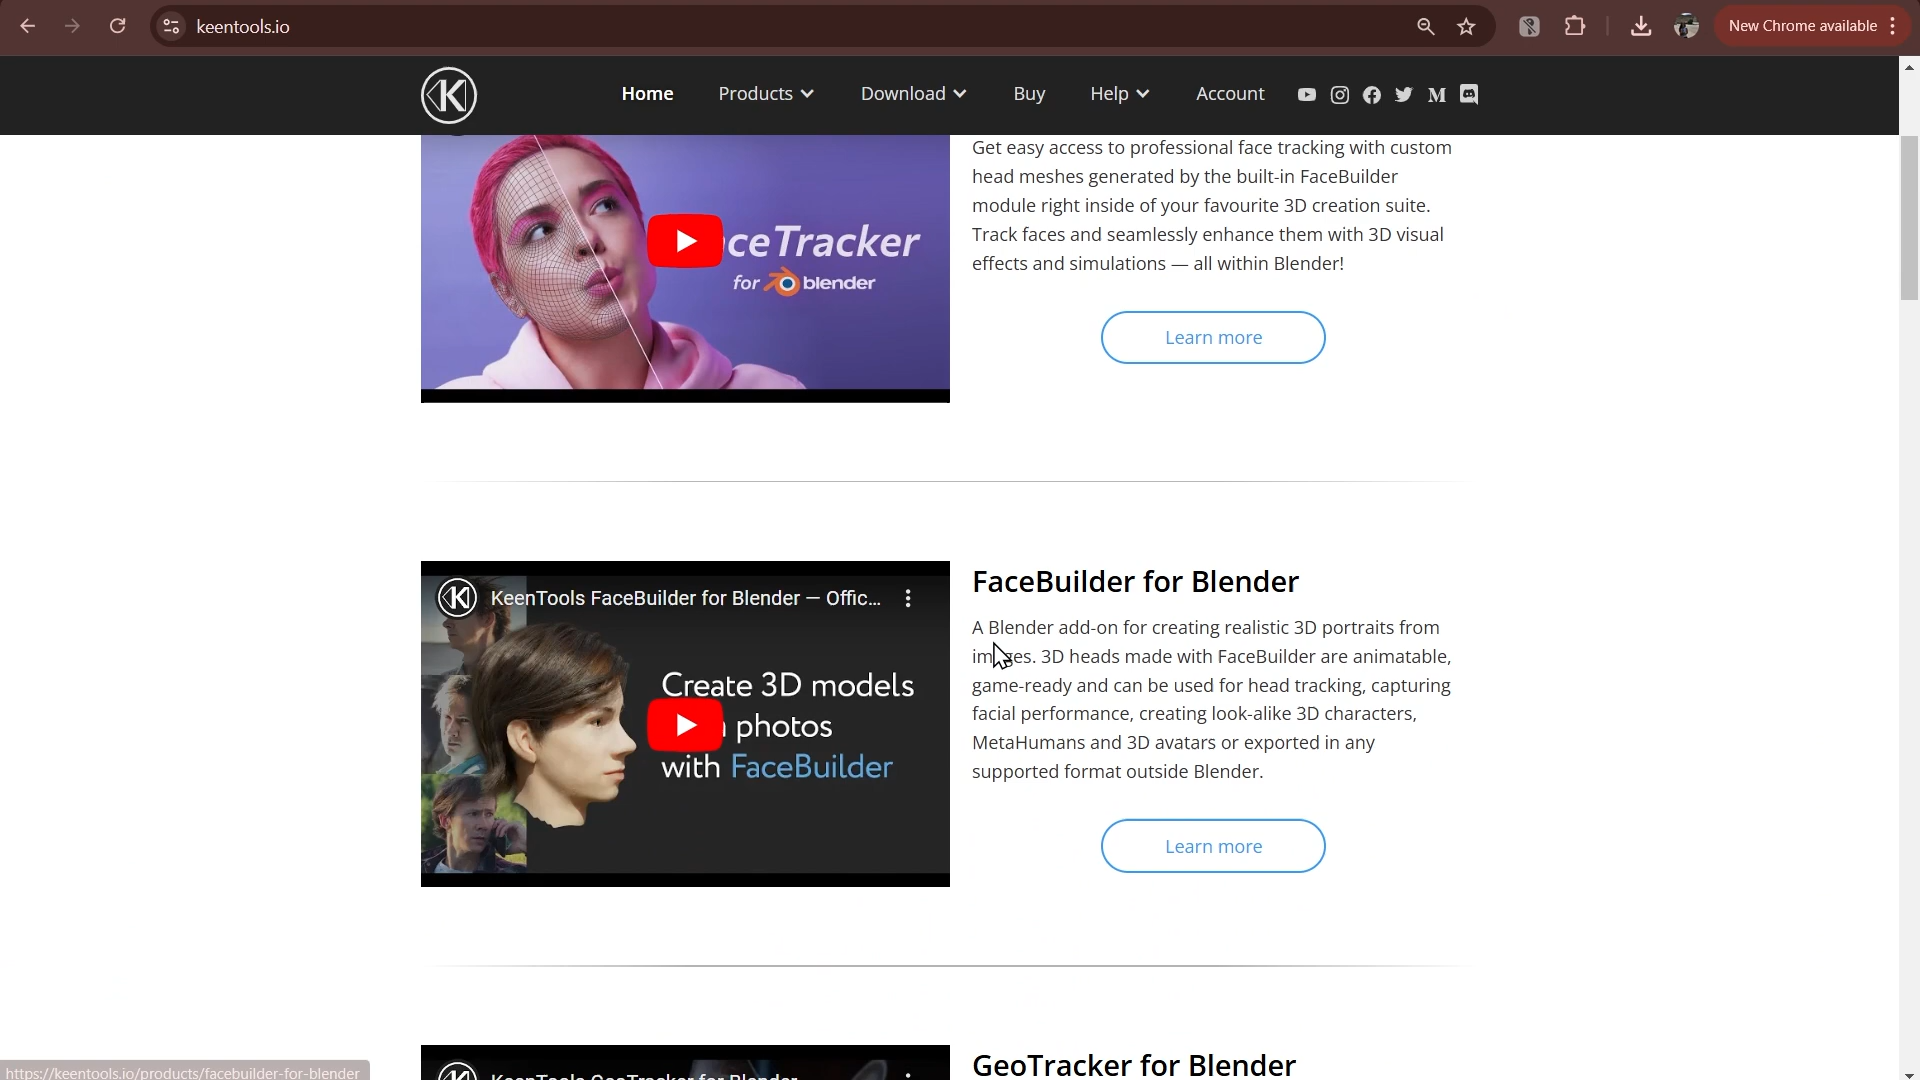 keentools.io
New Chrome available
K
Home
Products
Download
Buy
Help
Account
M
Get easy access to professional face tracking with custom
head meshes generated by the built-in FaceBuilder
module right inside of your favourite 3D creation suite.
Track faces and seamlessly enhance them with 3D visual
effects and simulations — all within Blender!
ceTracker
for blender
Learn more
K
KeenTools FaceBuilder for Blender — Offic...
Create 3D models
photos
with FaceBuilder
FaceBuilder for Blender
A Blender add-on for creating realistic 3D portraits from
images. 3D heads made with FaceBuilder are animatable,
game-ready and can be used for head tracking, capturing
facial performance, creating look-alike 3D characters,
MetaHumans and 3D avatars or exported in any
supported format outside Blender.
Learn more
KeenTools GeoTracker for Blender
GeoTracker for Blender
https://keentools.io/products/facebuilder-for-blender